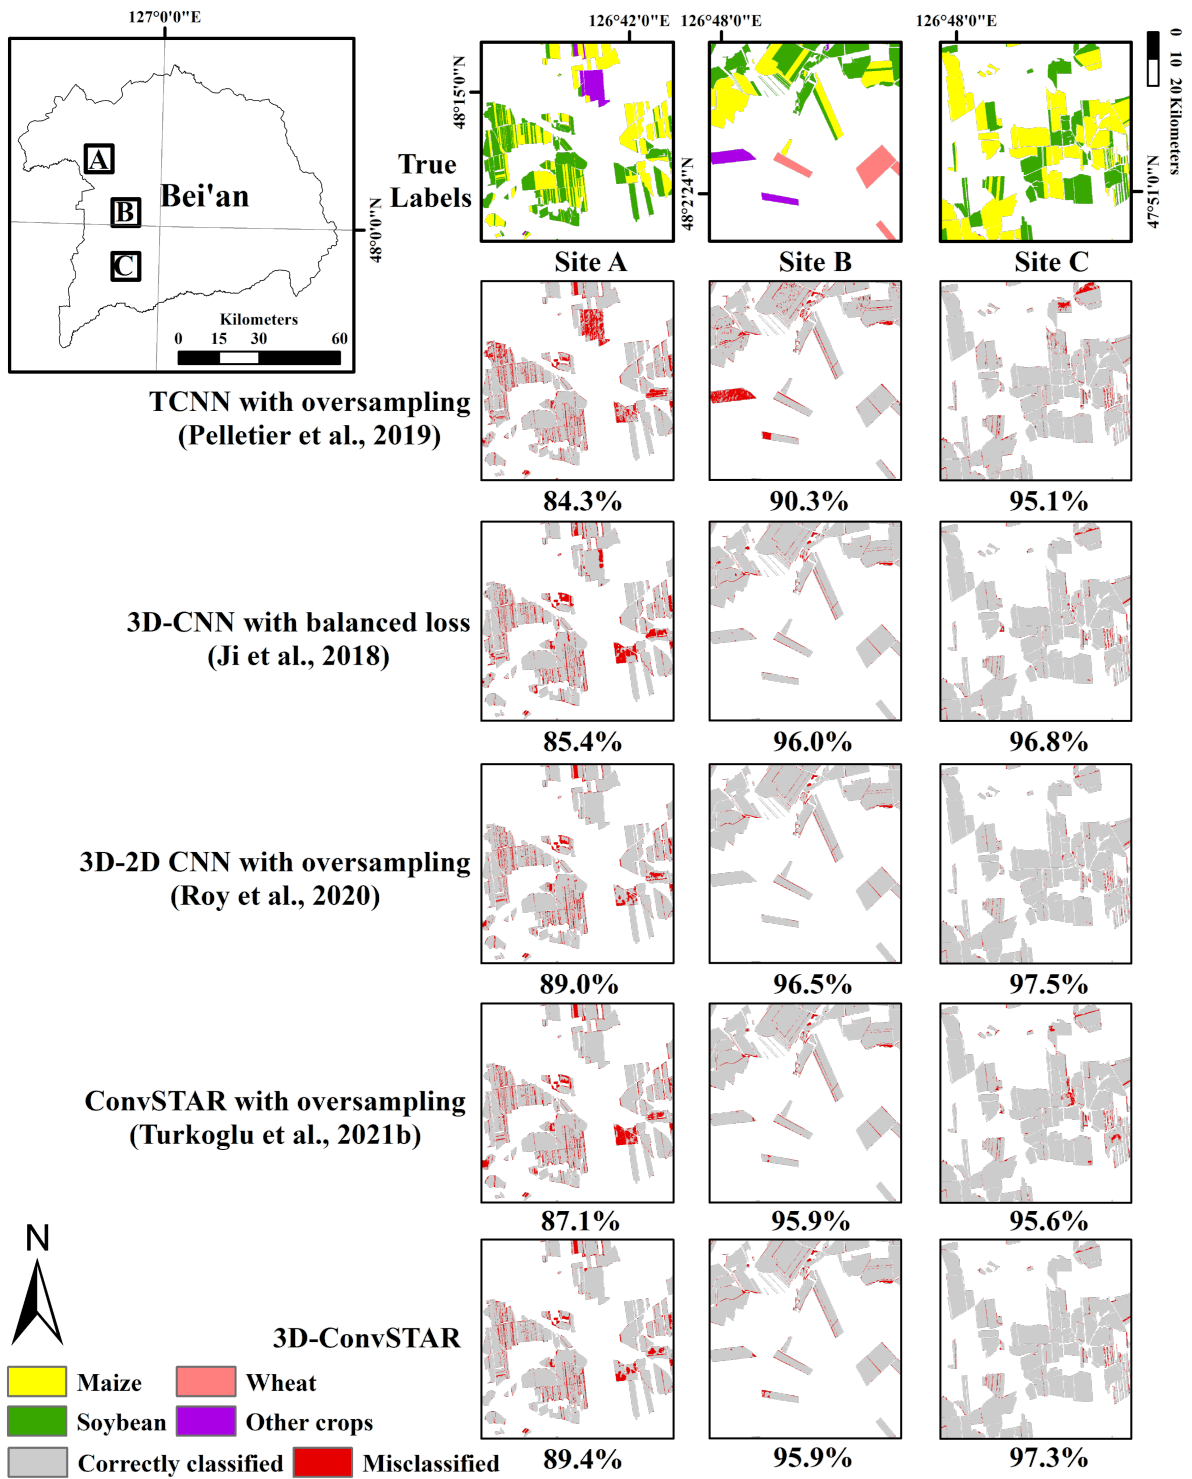 127°0'0"E
126°42'0"E
126°48'0"E
126°48'0"E
48°15'0"N
48°2'24"N
47°51'0"N
0 10 20 Kilometers
48°0'0"N
A
B
C
Bei'an
Kilometers
0 15 30 60
True
Labels
Site A
Site B
Site C
TCNN with oversampling
(Pelletier et al., 2019)
84.3%
90.3%
95.1%
3D-CNN with balanced loss
(Ji et al., 2018)
85.4%
96.0%
96.8%
3D-2D CNN with oversampling
(Roy et al., 2020)
89.0%
96.5%
97.5%
ConvSTAR with oversampling
(Turkoglu et al., 2021b)
87.1%
95.9%
95.6%
N
3D-ConvSTAR
89.4%
95.9%
97.3%
Maize
Wheat
Soybean
Other crops
Correctly classified
Misclassified